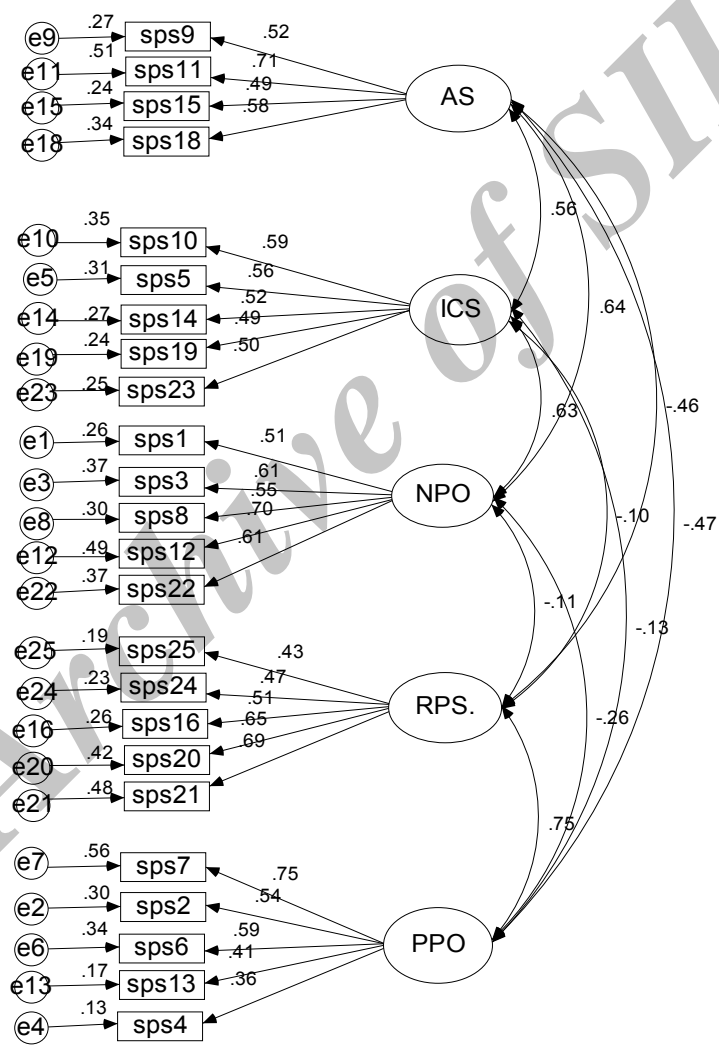 .27
e9 sps9 .52
.51 .71
e11 sps11
.24 .49
e15 sps15 .58
.34
e18 sps18
AS
.56
.35
e10 sps10 .59
.31 .56
e5 sps5
.27 .52
e14 sps14 .49
.24
e19 sps19 .50
.25
e23 sps23
ICS
.64
.63
-.46
.26
e1 sps1 .51
.37 .61
e3 sps3 .55
.30 .70
e8 sps8
.49 .61
e12 sps12
.37
e22 sps22
NPO
-.10
-.47
-.11
-.13
.19
e25 sps25 .43
.23 .47
e24 sps24 .51
.26 .65
e16 sps16
.42 .69
e20 sps20
.48
e21 sps21
RPS.
-.26
.75
.56
e7 sps7 .75
.30 .54
e2 sps2
.34 .59
e6 sps6 .41
.17 .36
e13 sps13
.13
e4 sps4
PPO
Archive of SI